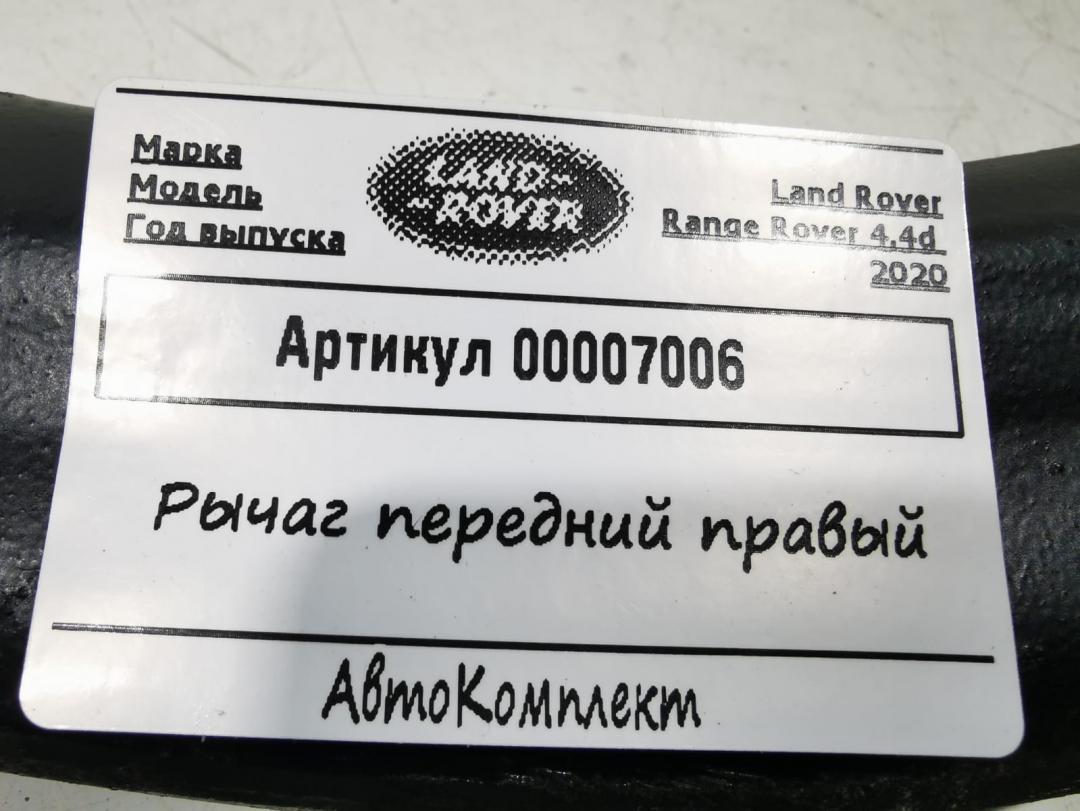 Марка
Модель
Год выпуска
LAND-
-ROVER
Land Rover
Range Rover 4.4d
2020
Артикул 00007006
Рычаг передний правый
АвтоКомплект